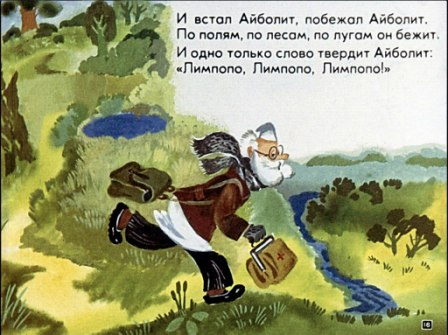 И встал Айболит, побежал Айболит.
По полям, по лесам, по лугам он бежит.
И одно только слово твердит Айболит:
«Лимпопо, Лимпопо, Лимпопо!»
16